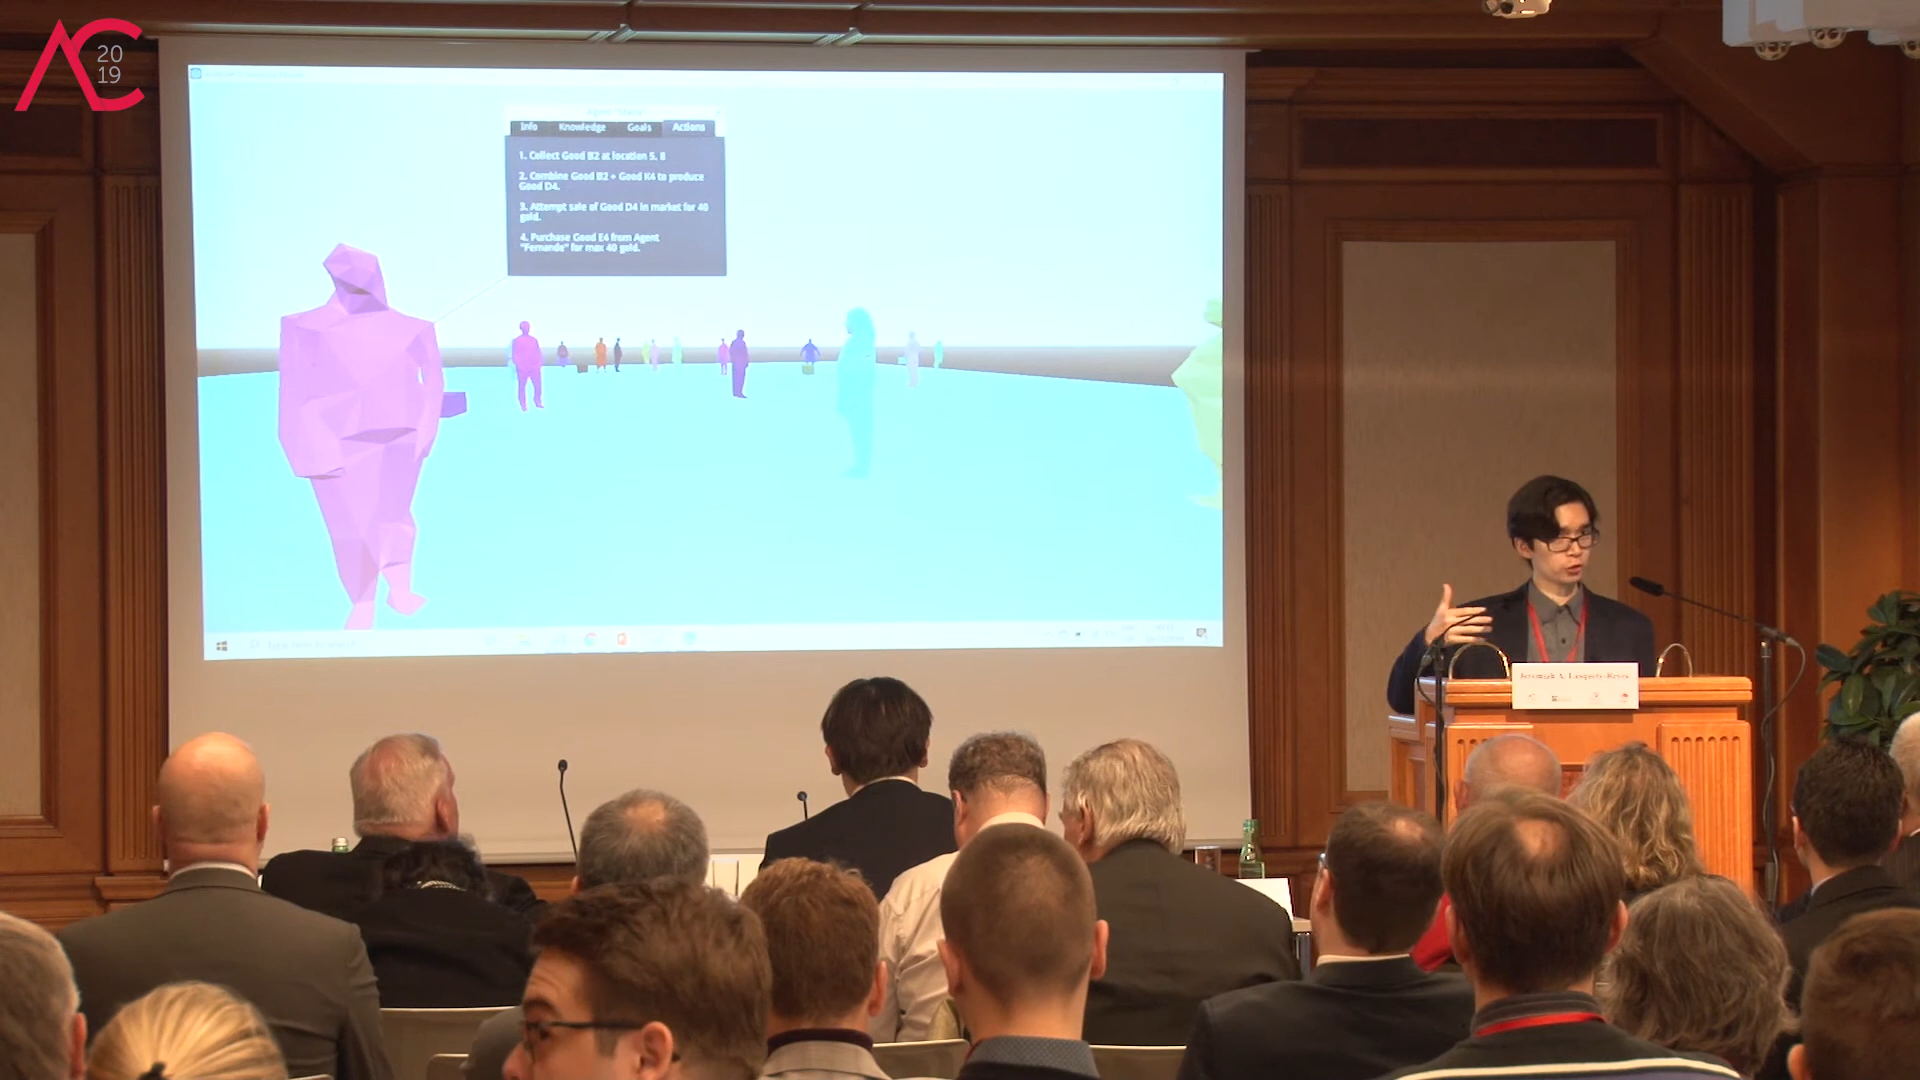 AC
20
19
Info Knowledge Goals Actions
1. Collect Good B2 at location 5, 8
2. Combine Good B2 + Good K4 to produce
Good D4.
3. Attempt sale of Good D4 in market for 40
gold.
4. Purchase Good E4 from Agent
"Fernando" for max 40 gold.